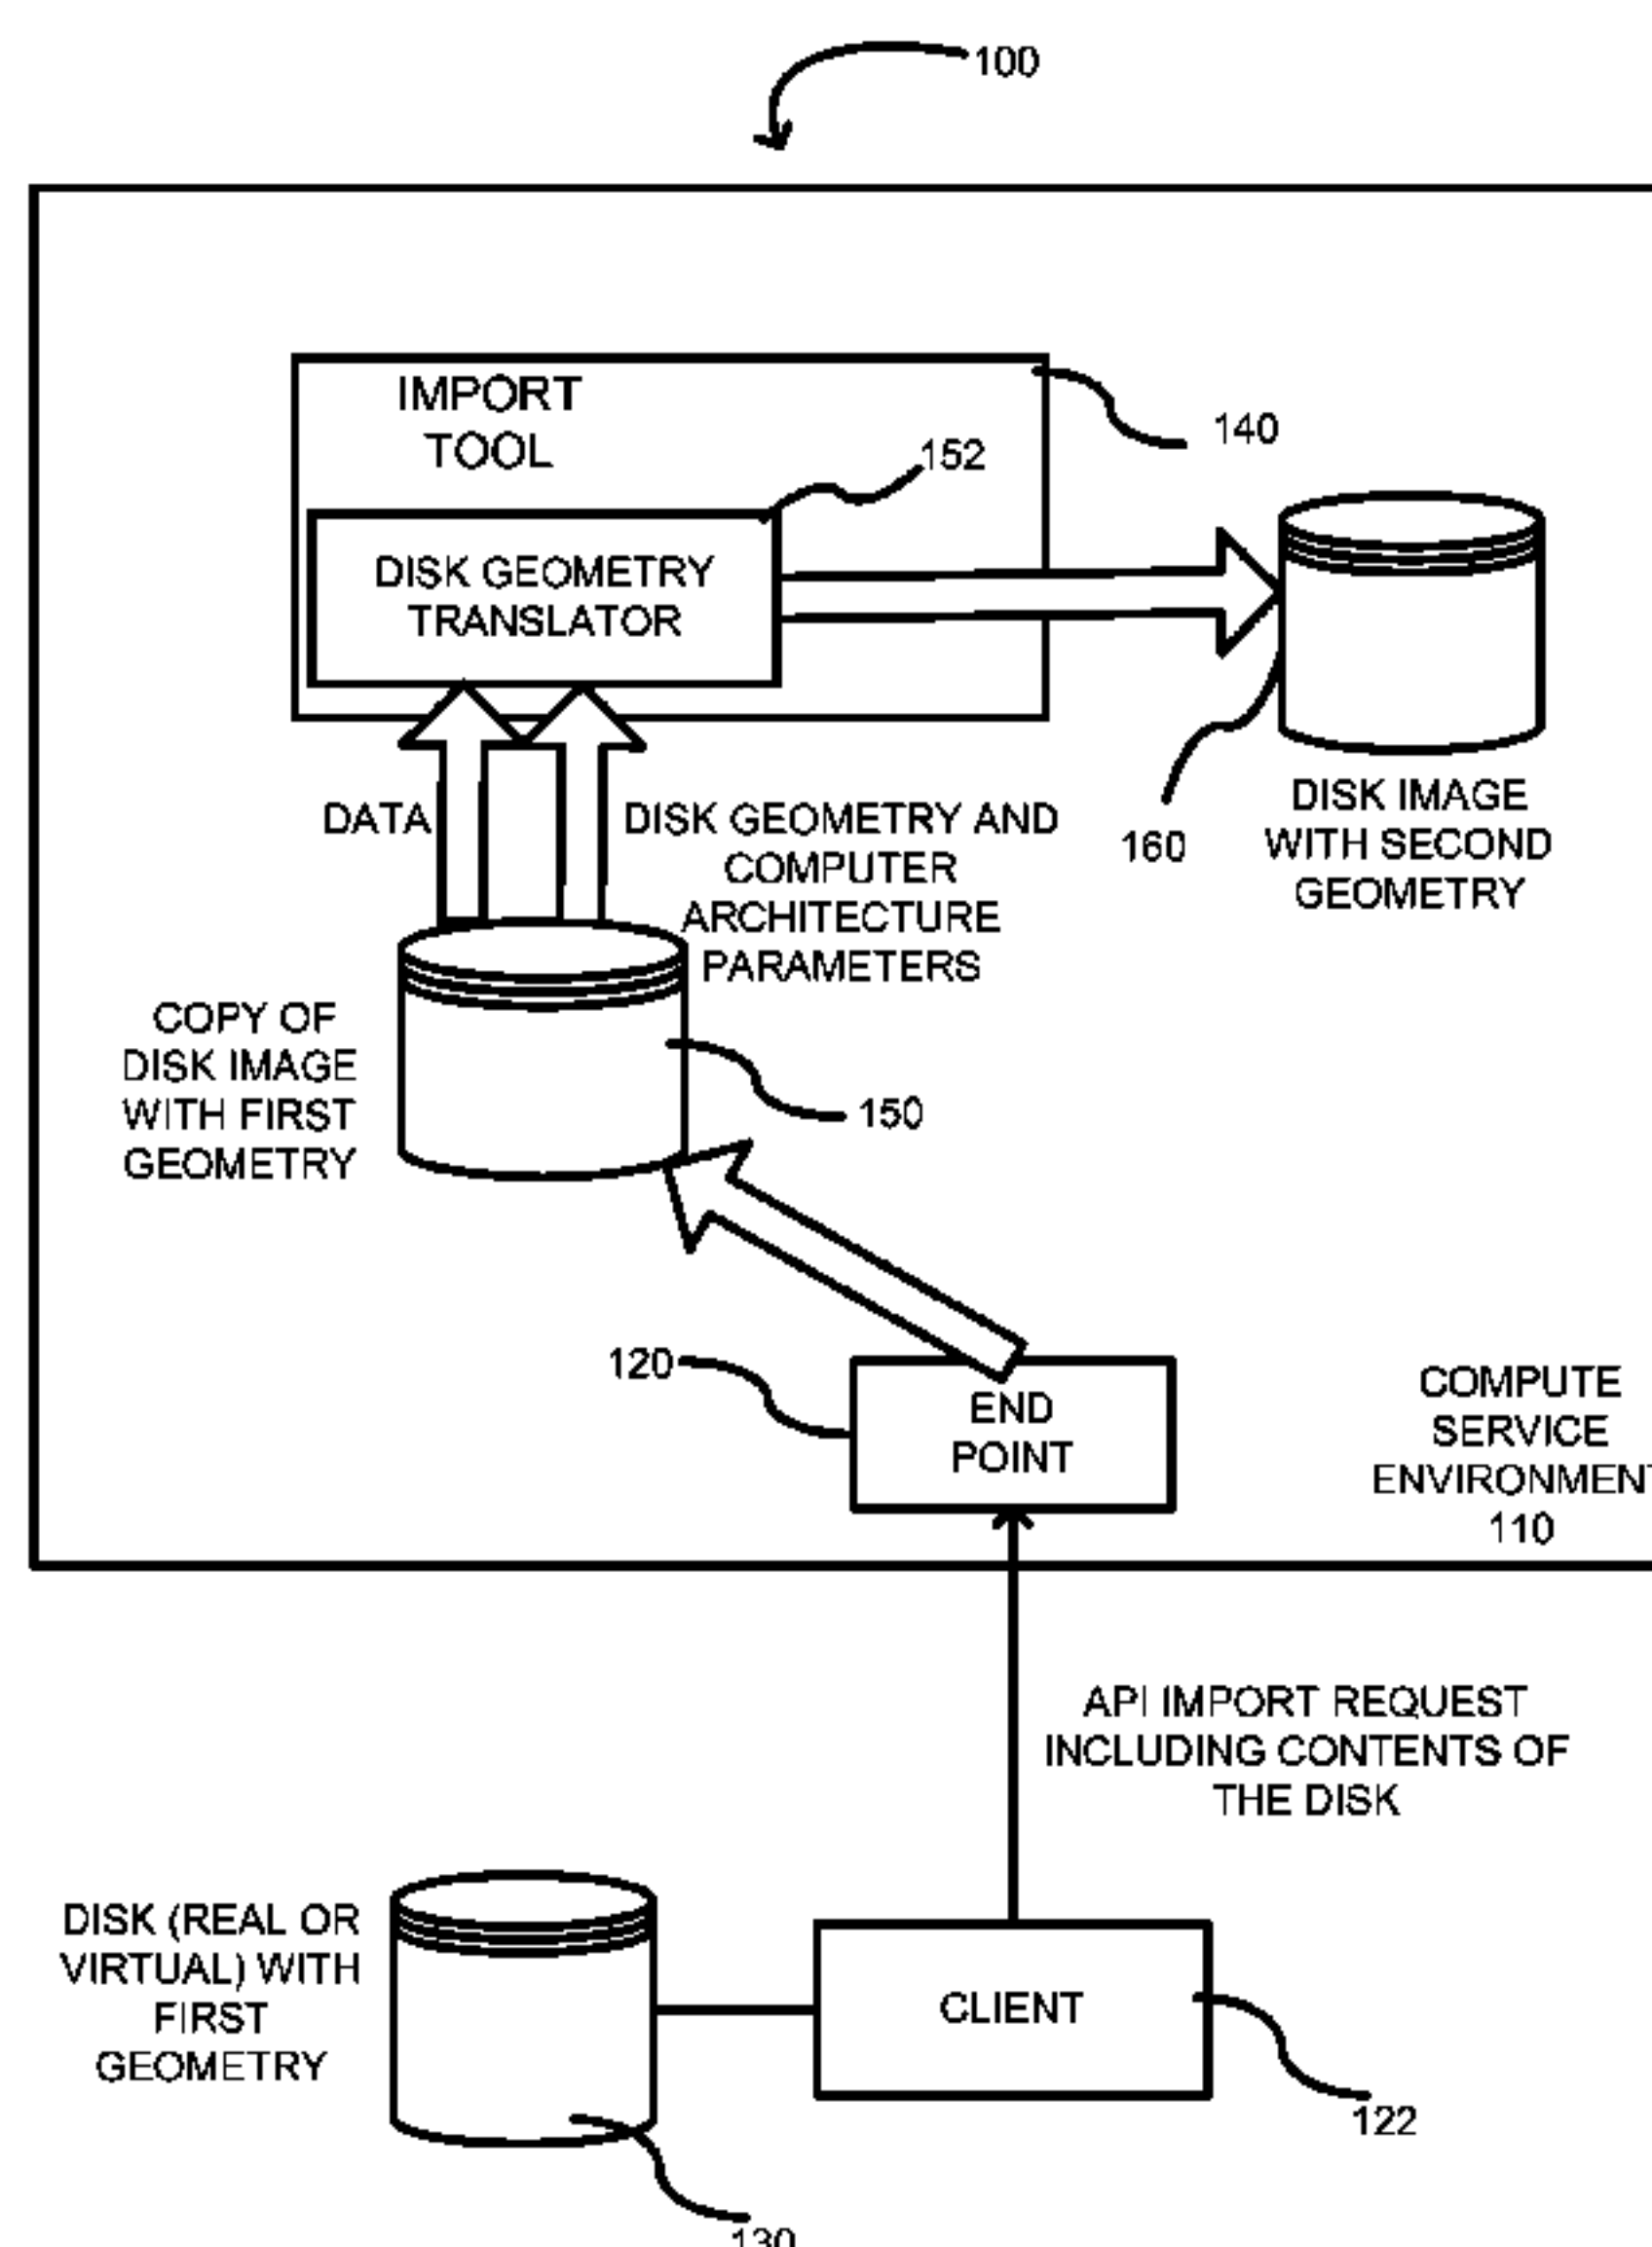 100
IMPORT
TOOL
140
152
DISK GEOMETRY
TRANSLATOR
DATA
DISK GEOMETRY AND
COMPUTER
ARCHITECTURE
PARAMETERS
160
DISK IMAGE
WITH SECOND
GEOMETRY
COPY OF
DISK IMAGE
WITH FIRST
GEOMETRY
150
120
END
POINT
COMPUTE
SERVICE
ENVIRONMENT
110
API IMPORT REQUEST
INCLUDING CONTENTS OF
THE DISK
DISK (REAL OR
VIRTUAL) WITH
FIRST
GEOMETRY
CLIENT
122
130